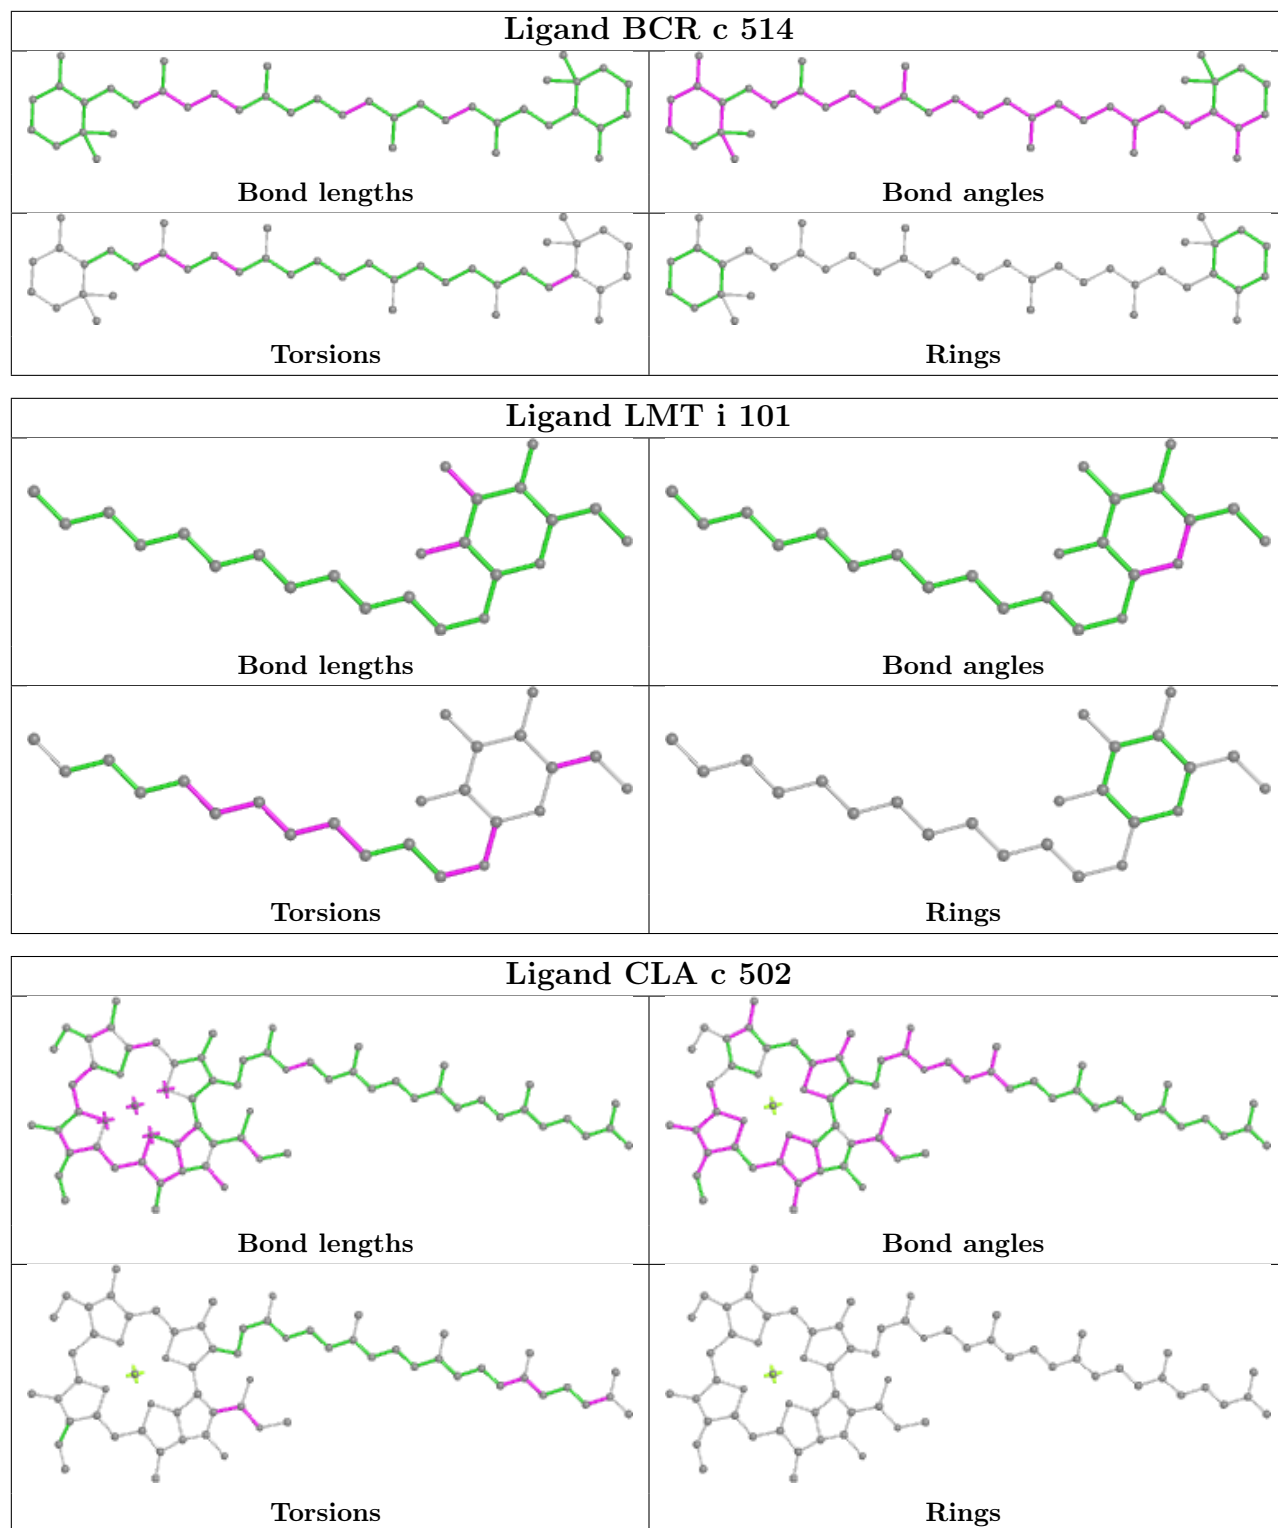 Ligand BCR c 514
Bond lengths
Bond angles
Torsions
Rings
Ligand LMT i 101
Bond lengths
Bond angles
Torsions
Rings
Ligand CLA c 502
Bond lengths
Bond angles
Torsions
Rings